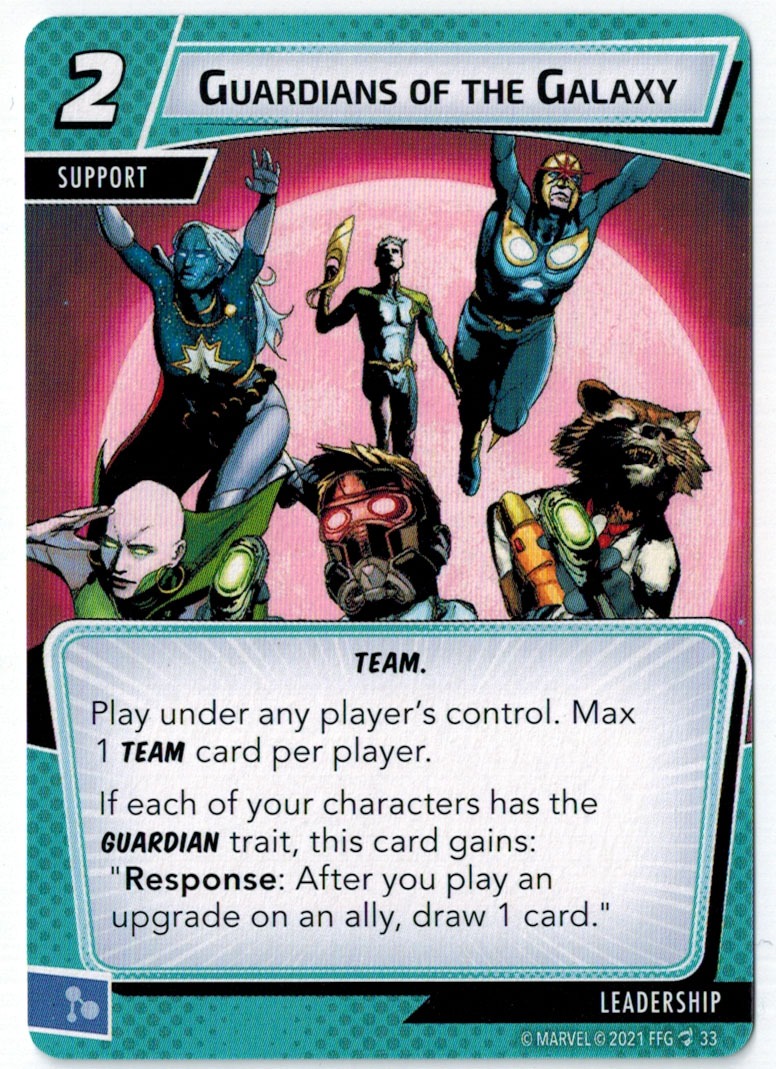 2
GUARDIANS OF THE GALAXY
SUPPORT
TEAM.
Play under any player's control. Max
1 TEAM card per player.
If each of your characters has the
GUARDIAN trait, this card gains:
"Response: After you play an
upgrade on an ally, draw 1 card."
LEADERSHIP
© MARVEL © 2021 FFG 33